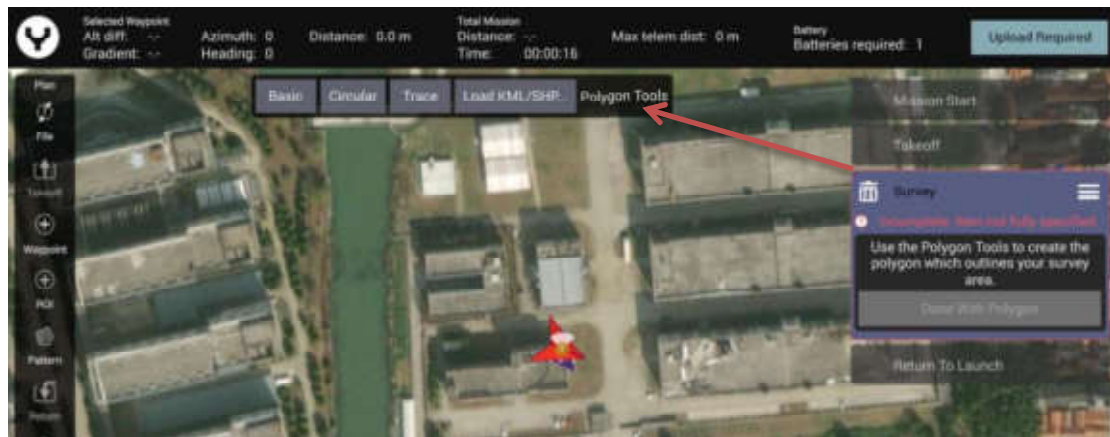 Selected Waypoint
Alt diff: -.-
Gradient: -.-
Azimuth: 0
Heading: 0
Distance: 0.0 m
Total Mission
Distance: -.-
Time: 00:00:16
Max telem dist: 0 m
Battery
Batteries required: 1
Upload Required
Plan
File
Takeoff
Waypoint
ROI
Pattern
Return
Basic
Circular
Trace
Load KML/SHP...
Polygon Tools
Mission Start
Takeoff
Survey
Incomplete: Item not fully specified
Use the Polygon Tools to create the
polygon which outlines your survey
area.
Done With Polygon
Return To Launch